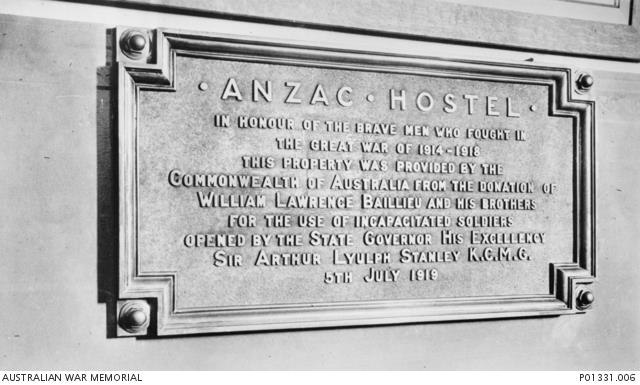 · ANZAC · HOSTEL ·
IN HONOUR OF THE BRAVE MEN WHO FOUGHT IN
THE GREAT WAR OF 1914-1918
THIS PROPERTY WAS PROVIDED BY THE
COMMONWEALTH OF AUSTRALIA FROM THE DONATION OF
WILLIAM LAWRENCE BAILLIEU AND HIS BROTHERS
FOR THE USE OF INCAPACITATED SOLDIERS
OPENED BY THE STATE GOVERNOR HIS EXCELLENCY
SIR ARTHUR LYULPH STANLEY K.C.M.G.
5TH JULY 1919
AUSTRALIAN WAR MEMORIAL P01331.006